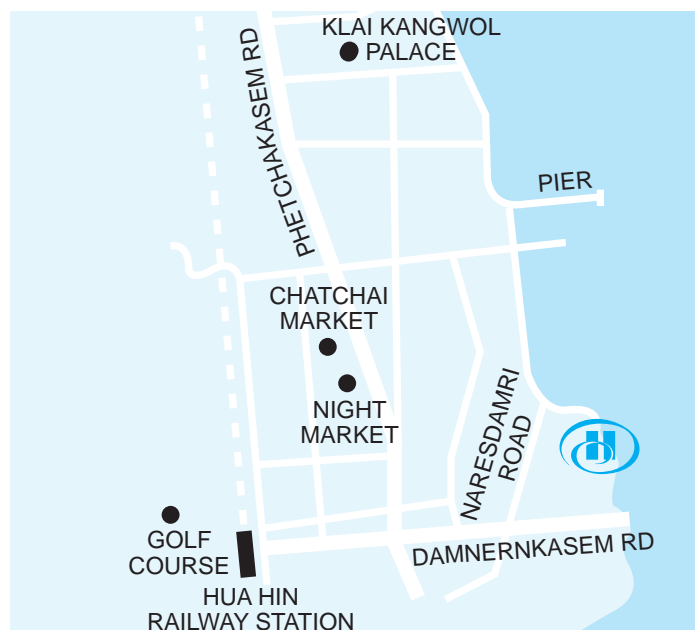 KLAI KANGWOL
PALACE
PHETCHAKASEM RD
PIER
CHATCHAI
MARKET
NIGHT
MARKET
NARESDAMRI
ROAD
GOLF
COURSE
DAMNERNKASEM RD
HUA HIN
RAILWAY STATION